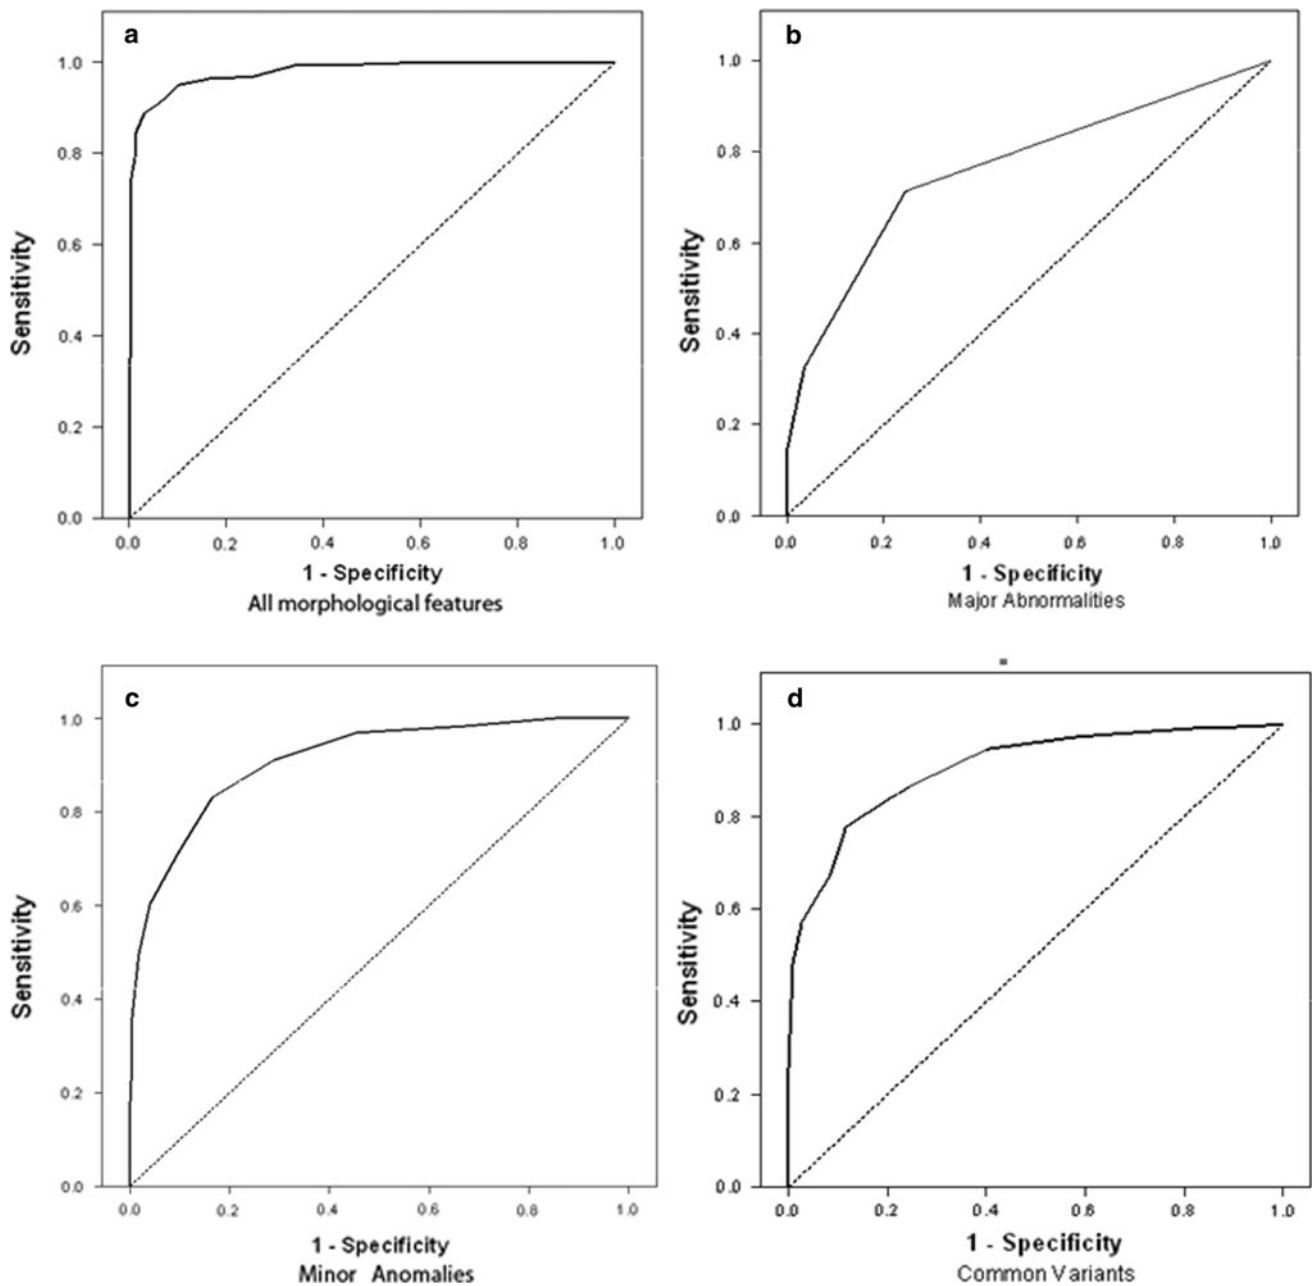 a
1.0
0.8
0.6
0.4
0.2
0.0
Sensitivity
0.0 0.2 0.4 0.6 0.8 1.0
1 - Specificity
All morphological features
b
1.0
0.8
0.6
0.4
0.2
0.0
Sensitivity
0.0 0.2 0.4 0.6 0.8 1.0
1 - Specificity
Major Abnormalities
c
1.0
0.8
0.6
0.4
0.2
0.0
Sensitivity
0.0 0.2 0.4 0.6 0.8 1.0
1 - Specificity
Minor Anomalies
d
1.0
0.8
0.6
0.4
0.2
0.0
Sensitivity
0.0 0.2 0.4 0.6 0.8 1.0
1 - Specificity
Common Variants